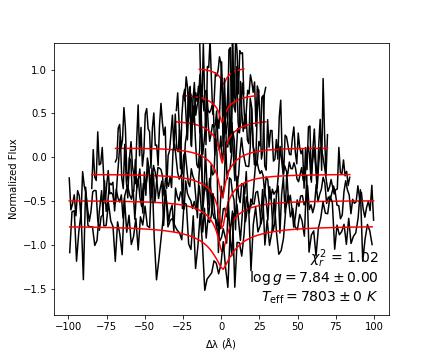 1.0
0.5
0.0
−0.5
−1.0
−1.5
Normalized Flux
χ²ᵣ = 1.02
log g = 7.84 ± 0.00
T_eff = 7803 ± 0 K
−100 −75 −50 −25 0 25 50 75 100
Δλ (Å)